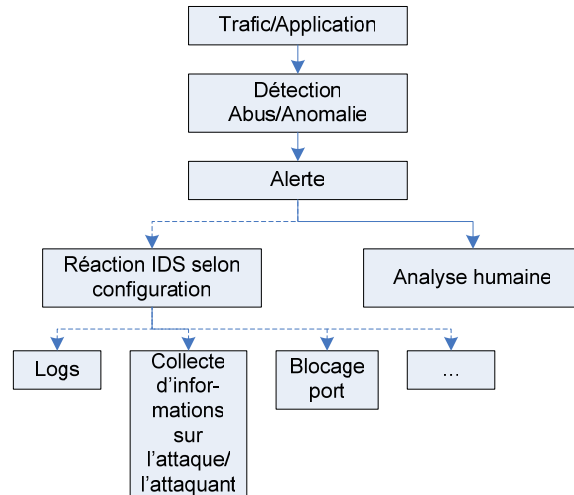 Trafic/Application
Détection
Abus/Anomalie
Alerte
Réaction IDS selon
configuration
Analyse humaine
Logs
Collecte
d'infor-
mations
sur
l'attaque/
l'attaquant
Blocage
port
...